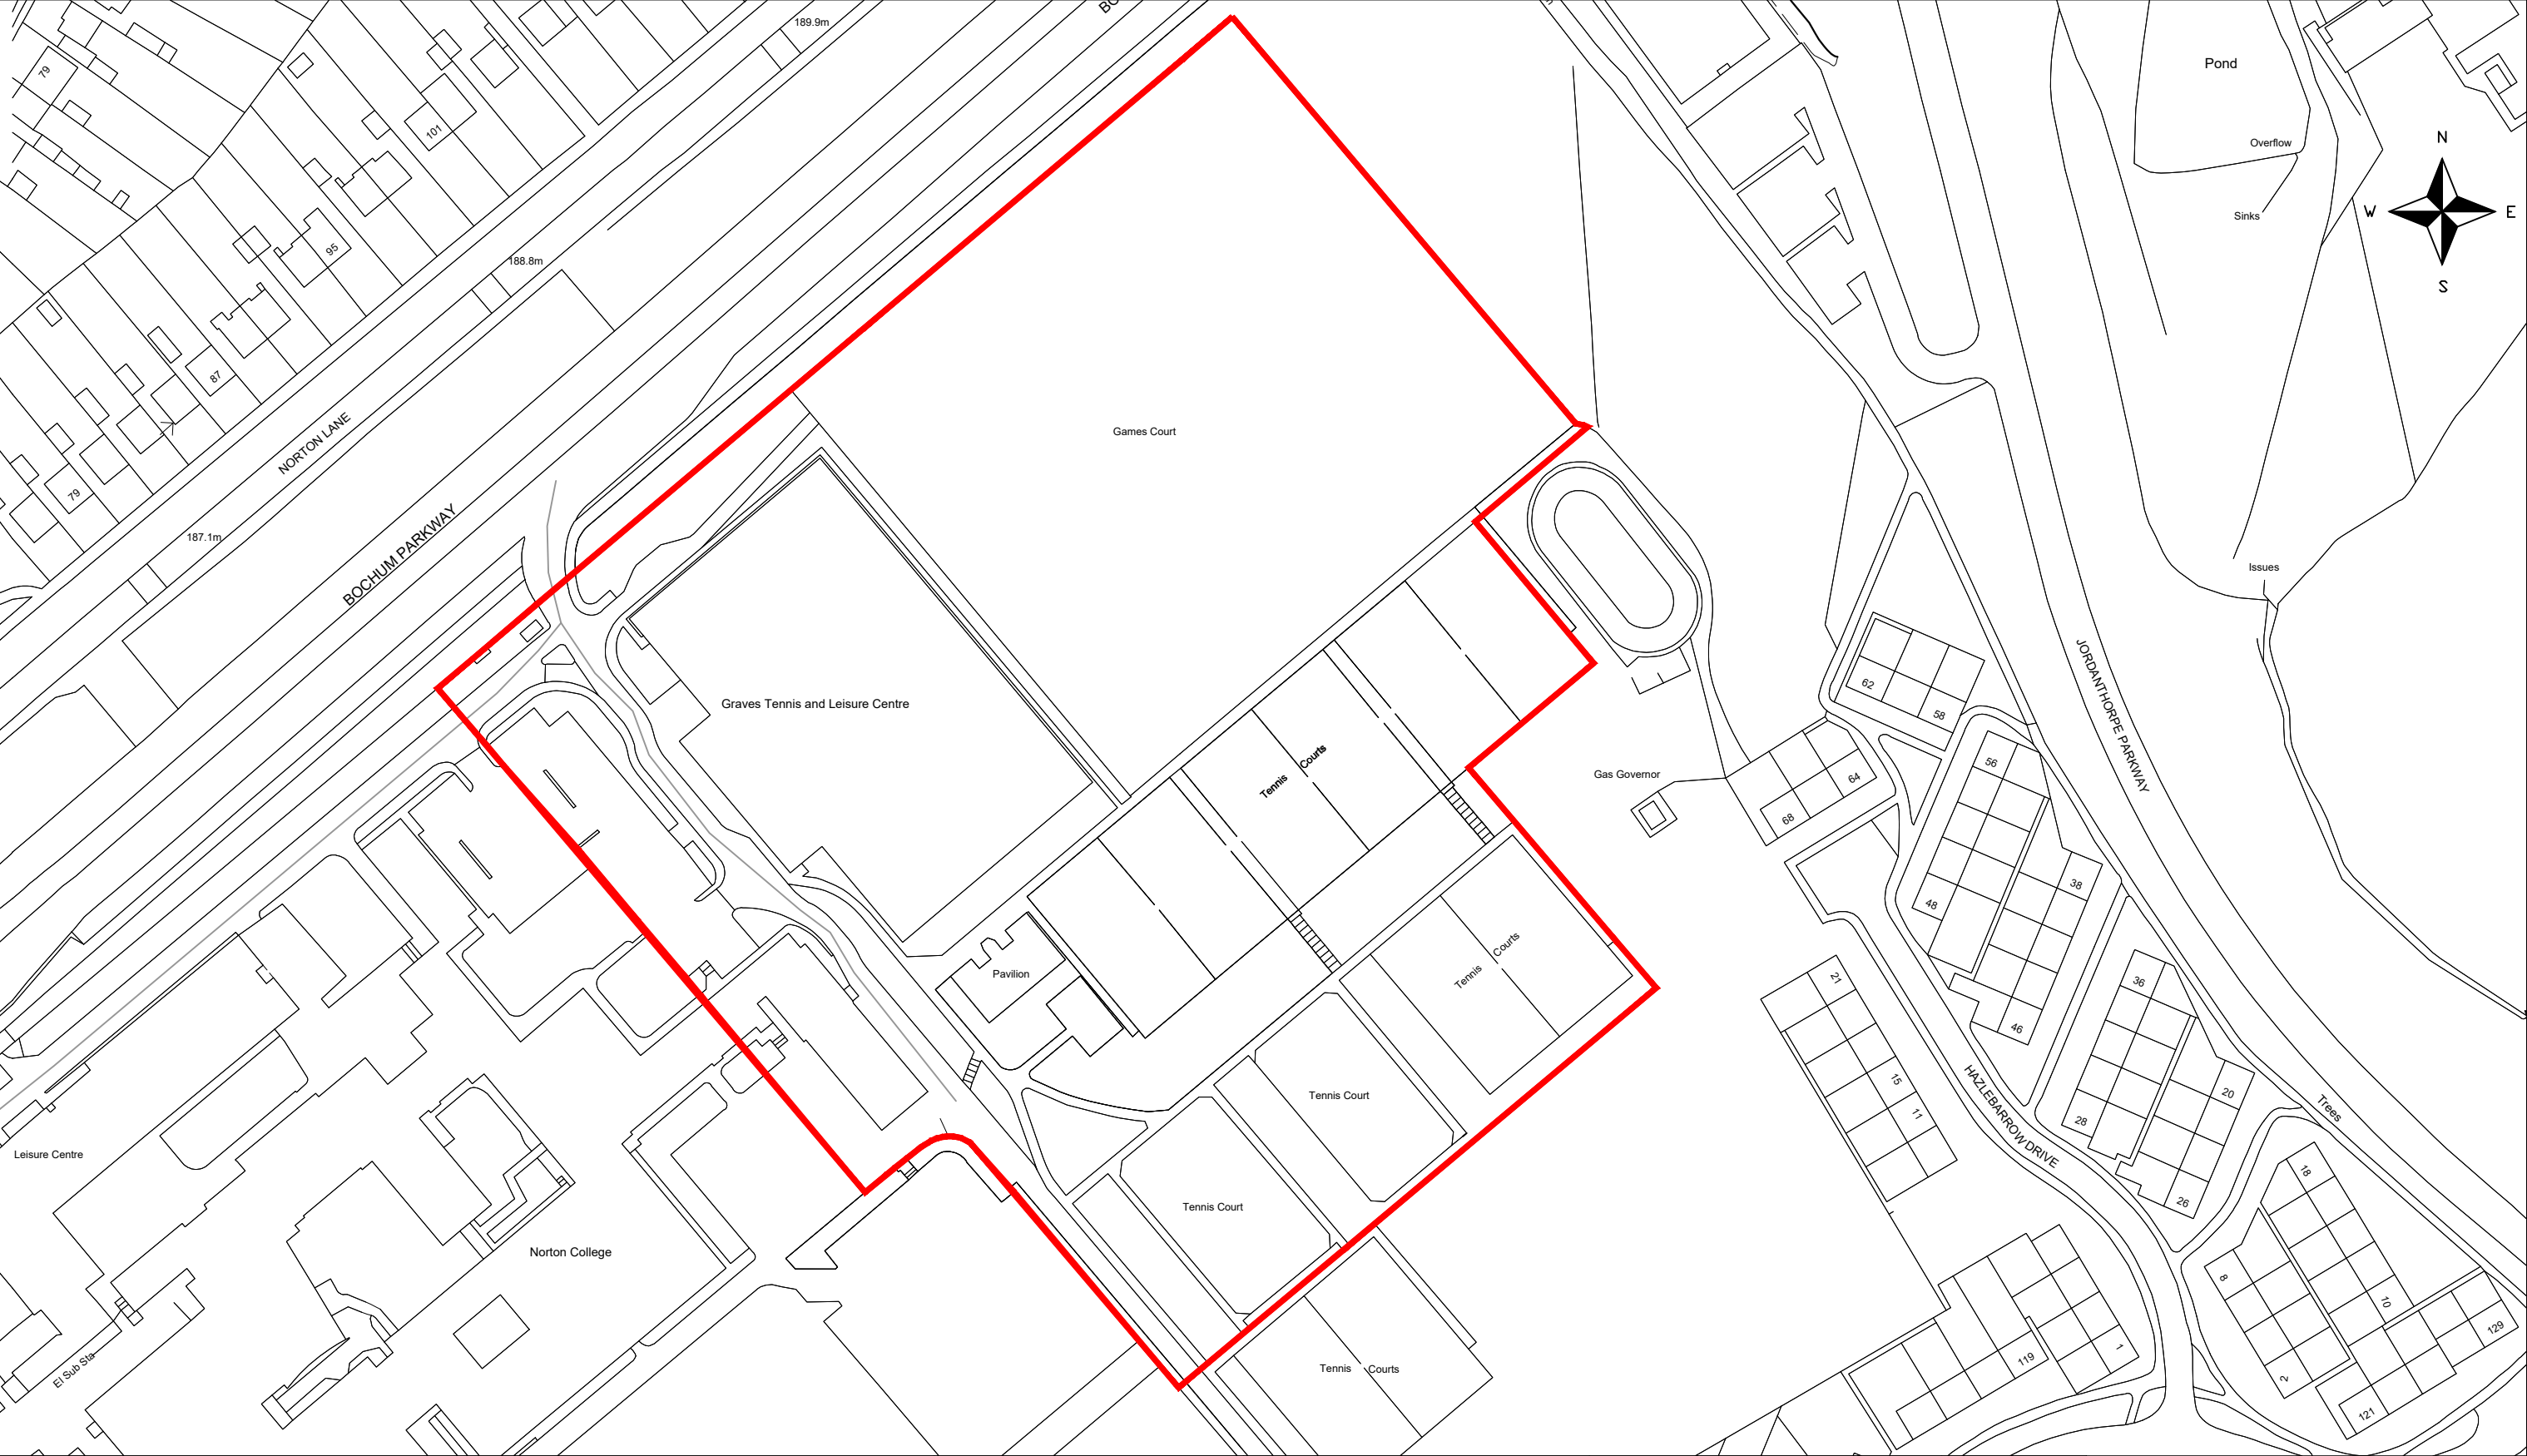 BO
189.9m
79
101
Pond
N
Overflow
W
E
Sinks
95
188.8m
S
87
NORTON LANE
Games Court
79
BOCHUM PARKWAY
187.1m
Issues
JORDANTHORPE PARKWAY
62
58
Graves Tennis and Leisure Centre
Tennis Courts
Gas Governor
56
64
68
38
48
Tennis Courts
Pavilion
21
36
46
15
HAZLEBARROW DRIVE
11
Tennis Court
28
20
Trees
Leisure Centre
18
26
Tennis Court
Norton College
8
10
129
El Sub Sta
Tennis Courts
119
1
2
121